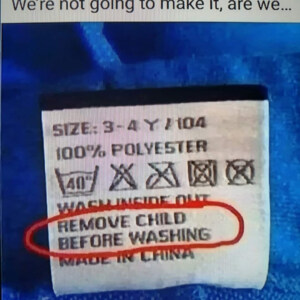 We're not going to make it, are we...
SIZE: 3-4 Y / 104
100% POLYESTER
40°
WASH INSIDE OUT
REMOVE CHILD
BEFORE WASHING
MADE IN CHINA